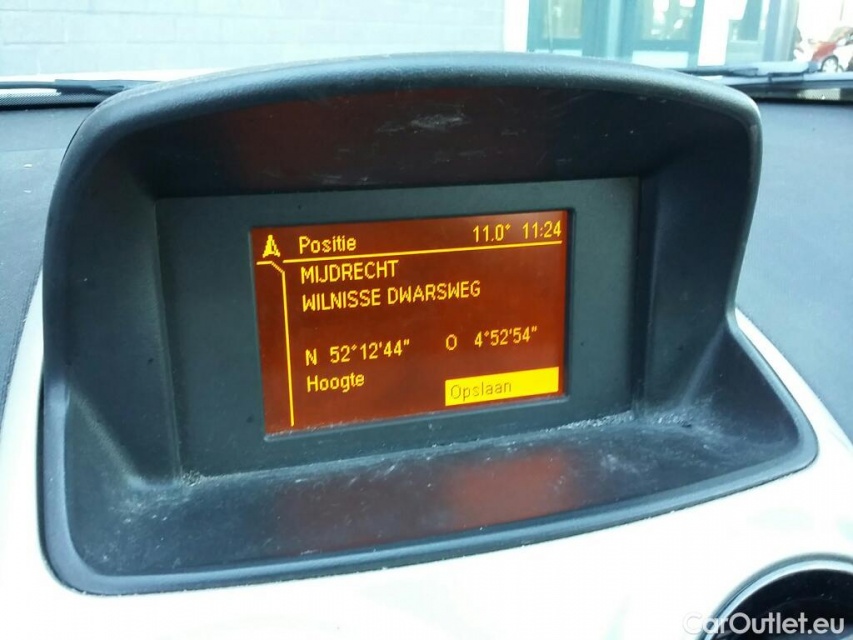 Positie 11.0° 11:24
MIJDRECHT
WILNISSE DWARSWEG
N 52°12'44" O 4°52'54"
Hoogte
Opslaan
CarOutlet.eu